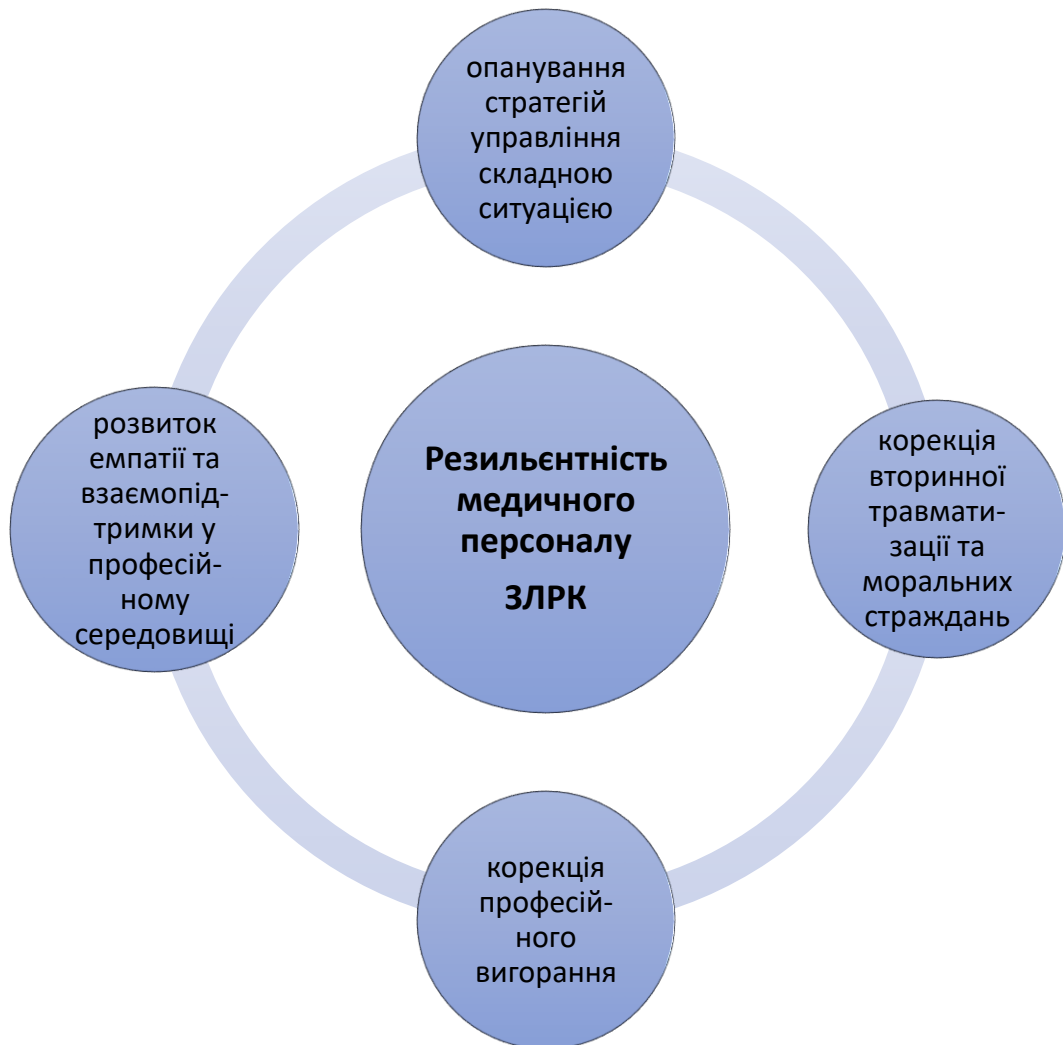 опанування
стратегій
управління
складною
ситуацією
розвиток
емпатії та
взаємопід-
тримки у
професій-
ному
середовищі
Резильєнтність
медичного
персоналу
ЗЛРК
корекція
вторинної
травмати-
зації та
моральних
страждань
корекція
професій-
ного
вигорання